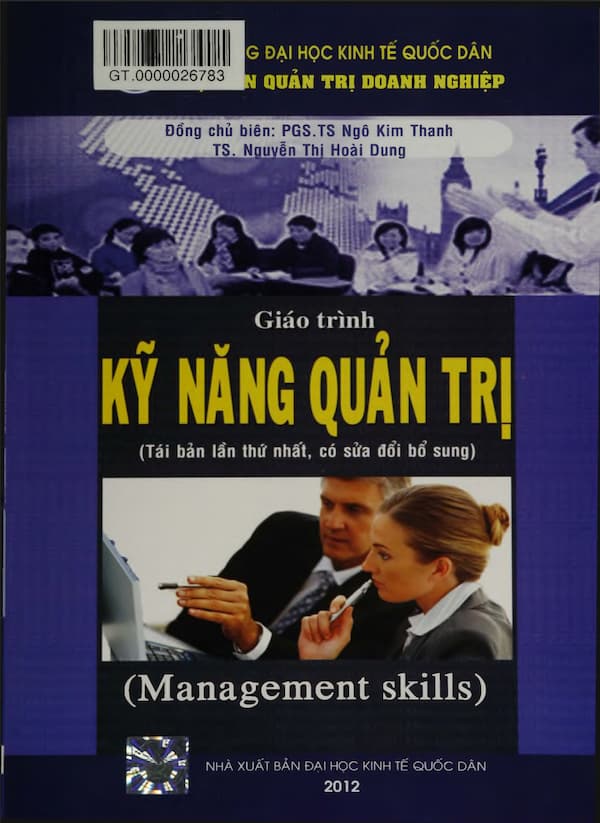 GT.0000026783
G ĐẠI HỌC KINH TẾ QUỐC DÂN
N QUẢN TRỊ DOANH NGHIỆP
Đồng chủ biên: PGS.TS Ngô Kim Thanh
TS. Nguyễn Thị Hoài Dung
Giáo trình
KỸ NĂNG QUẢN TRỊ
(Tái bản lần thứ nhất, có sửa đổi bổ sung)
(Management skills)
NHÀ XUẤT BẢN ĐẠI HỌC KINH TẾ QUỐC DÂN
2012